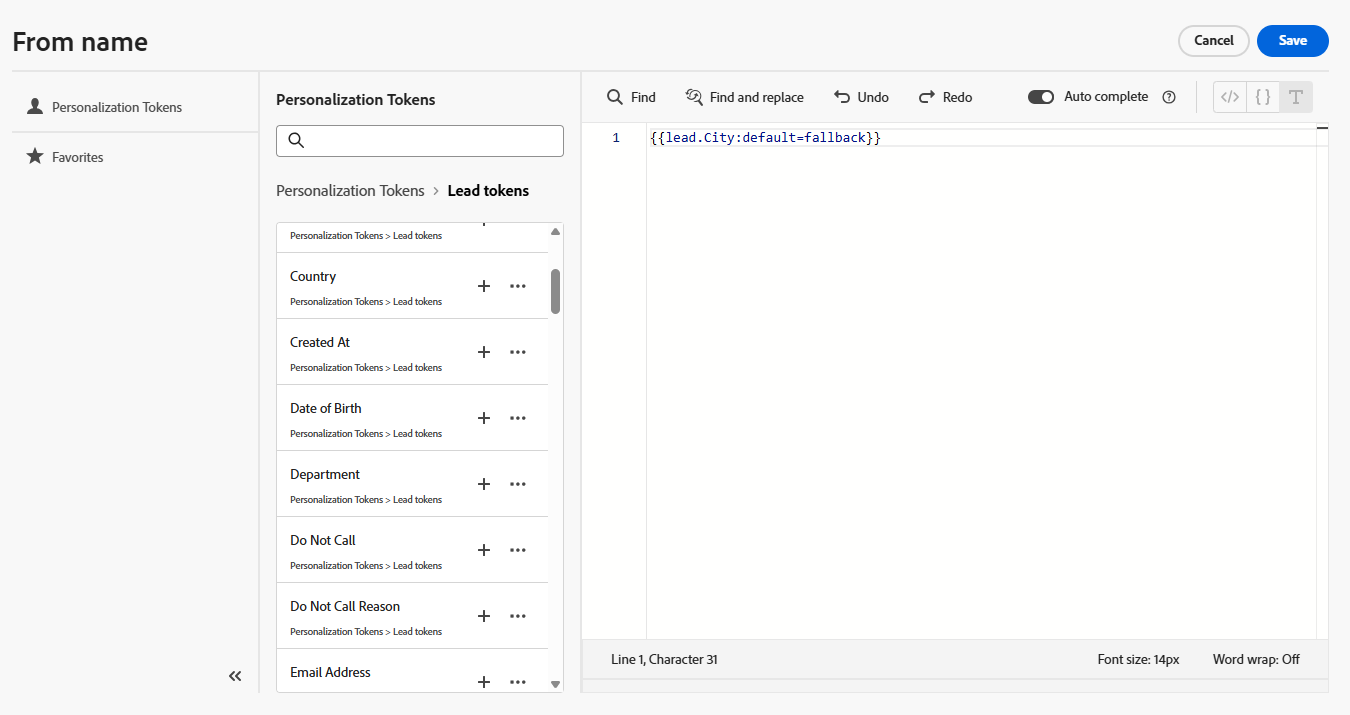 From name
Cancel
Save
Personalization Tokens
Favorites
Personalization Tokens
Personalization Tokens > Lead tokens
Personalization Tokens > Lead tokens
Country
Personalization Tokens > Lead tokens
Created At
Personalization Tokens > Lead tokens
Date of Birth
Personalization Tokens > Lead tokens
Department
Personalization Tokens > Lead tokens
Do Not Call
Personalization Tokens > Lead tokens
Do Not Call Reason
Personalization Tokens > Lead tokens
Email Address
Find
Find and replace
Undo
Redo
Auto complete
1 {{lead.City:default=fallback}}
Line 1, Character 31
Font size: 14px
Word wrap: Off